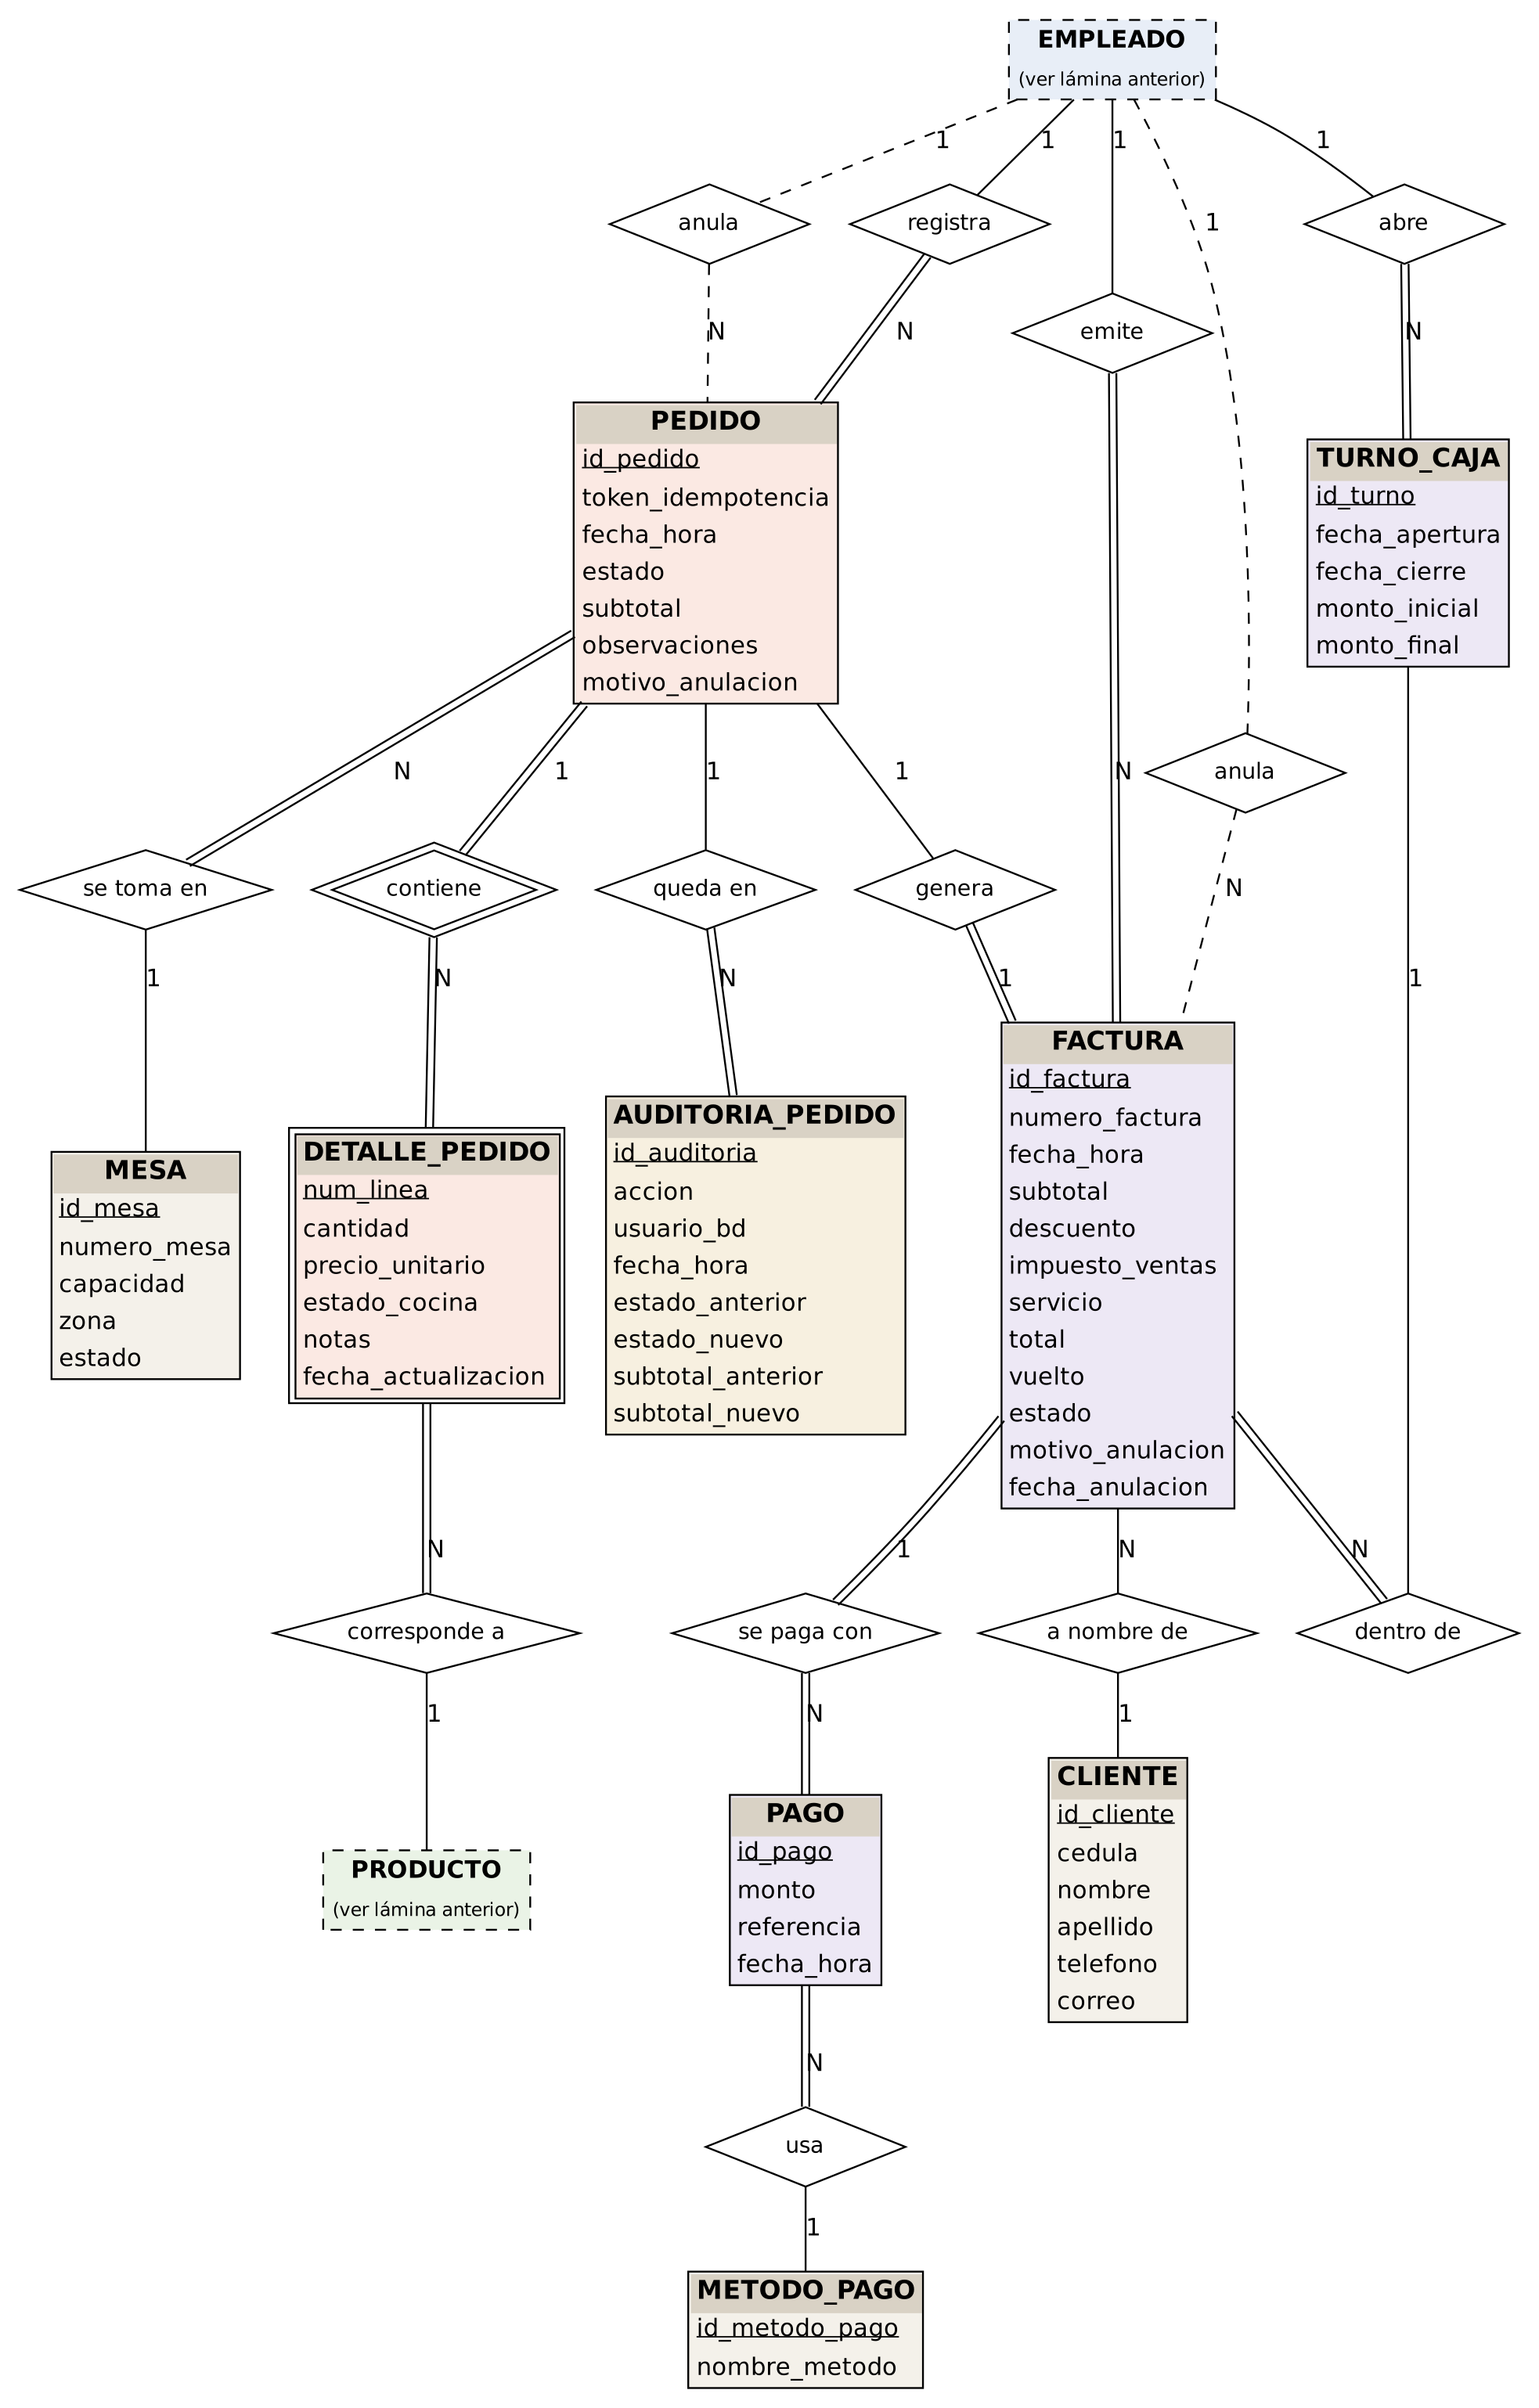 EMPLEADO
(ver lámina anterior)
1
1
1
1
1
anula
registra
abre
emite
N
N
N
PEDIDO
id_pedido
token_idempotencia
fecha_hora
estado
subtotal
observaciones
motivo_anulacion
TURNO_CAJA
id_turno
fecha_apertura
fecha_cierre
monto_inicial
monto_final
N
1
1
1
N
anula
se toma en
contiene
queda en
genera
N
1
N
N
1
1
FACTURA
id_factura
numero_factura
fecha_hora
subtotal
descuento
impuesto_ventas
servicio
total
vuelto
estado
motivo_anulacion
fecha_anulacion
AUDITORIA_PEDIDO
id_auditoria
accion
usuario_bd
fecha_hora
estado_anterior
estado_nuevo
subtotal_anterior
subtotal_nuevo
DETALLE_PEDIDO
num_linea
cantidad
precio_unitario
estado_cocina
notas
fecha_actualizacion
MESA
id_mesa
numero_mesa
capacidad
zona
estado
N
1
N
N
corresponde a
se paga con
a nombre de
dentro de
1
N
1
CLIENTE
id_cliente
cedula
nombre
apellido
telefono
correo
PAGO
id_pago
monto
referencia
fecha_hora
PRODUCTO
(ver lámina anterior)
N
usa
1
METODO_PAGO
id_metodo_pago
nombre_metodo